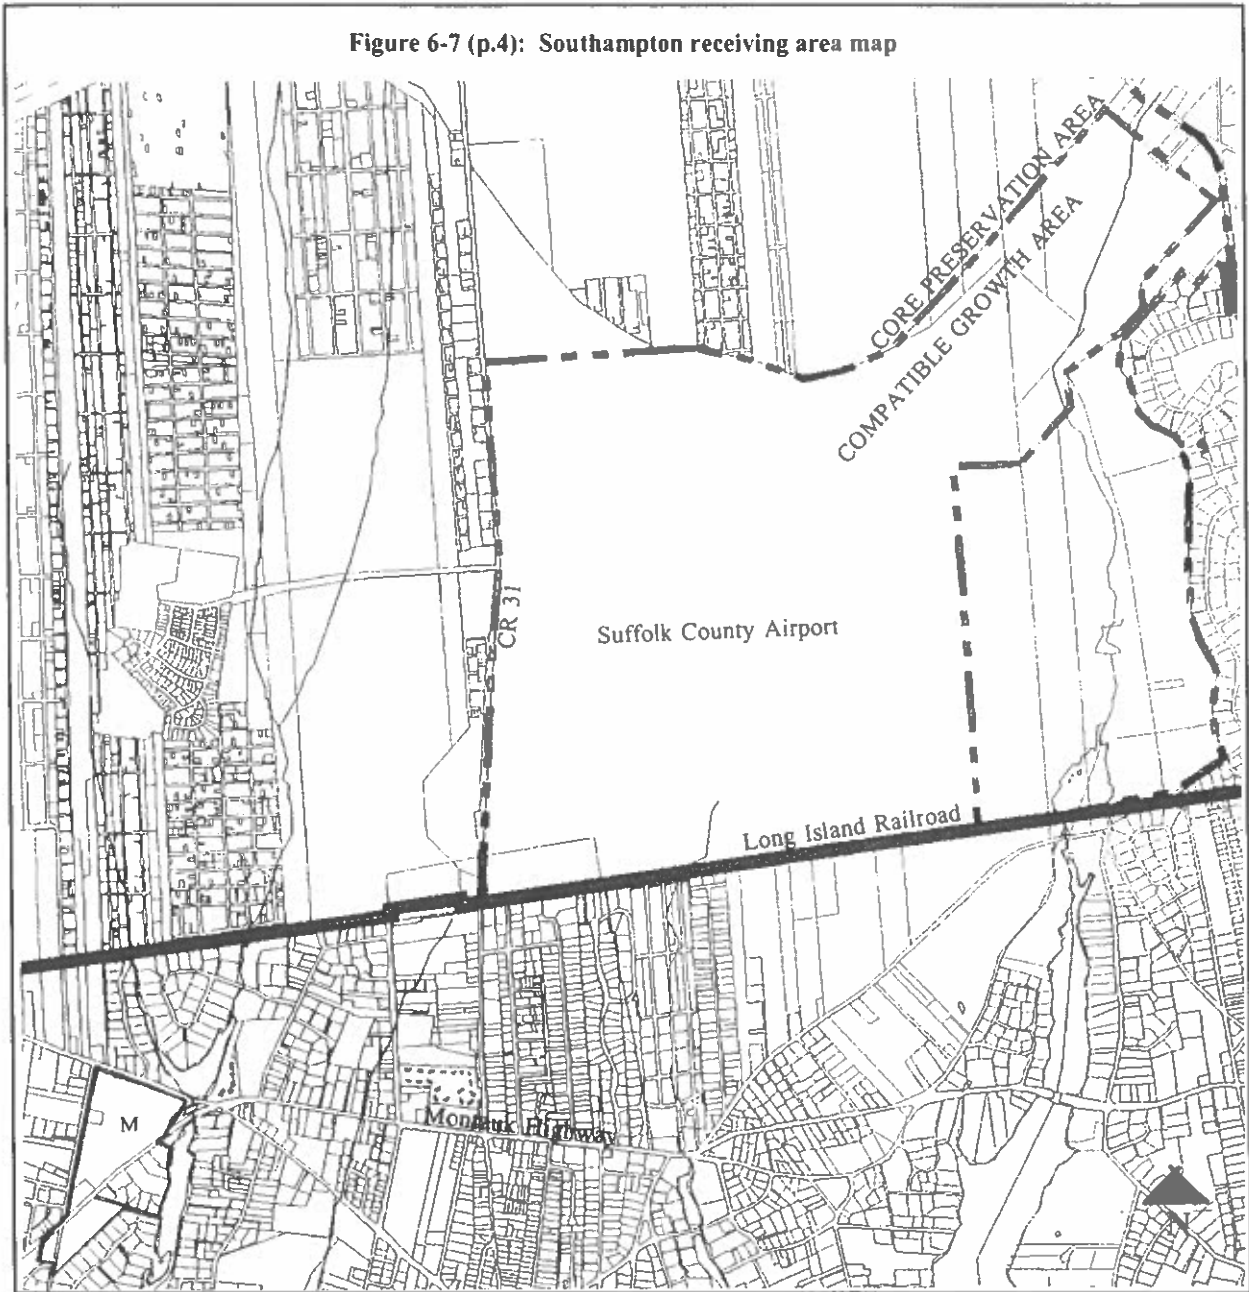 Figure 6-7 (p.4): Southampton receiving area map
CORE PRESERVATION AREA
COMPATIBLE GROWTH AREA
CR 31
Suffolk County Airport
Long Island Railroad
M
Montauk Highway